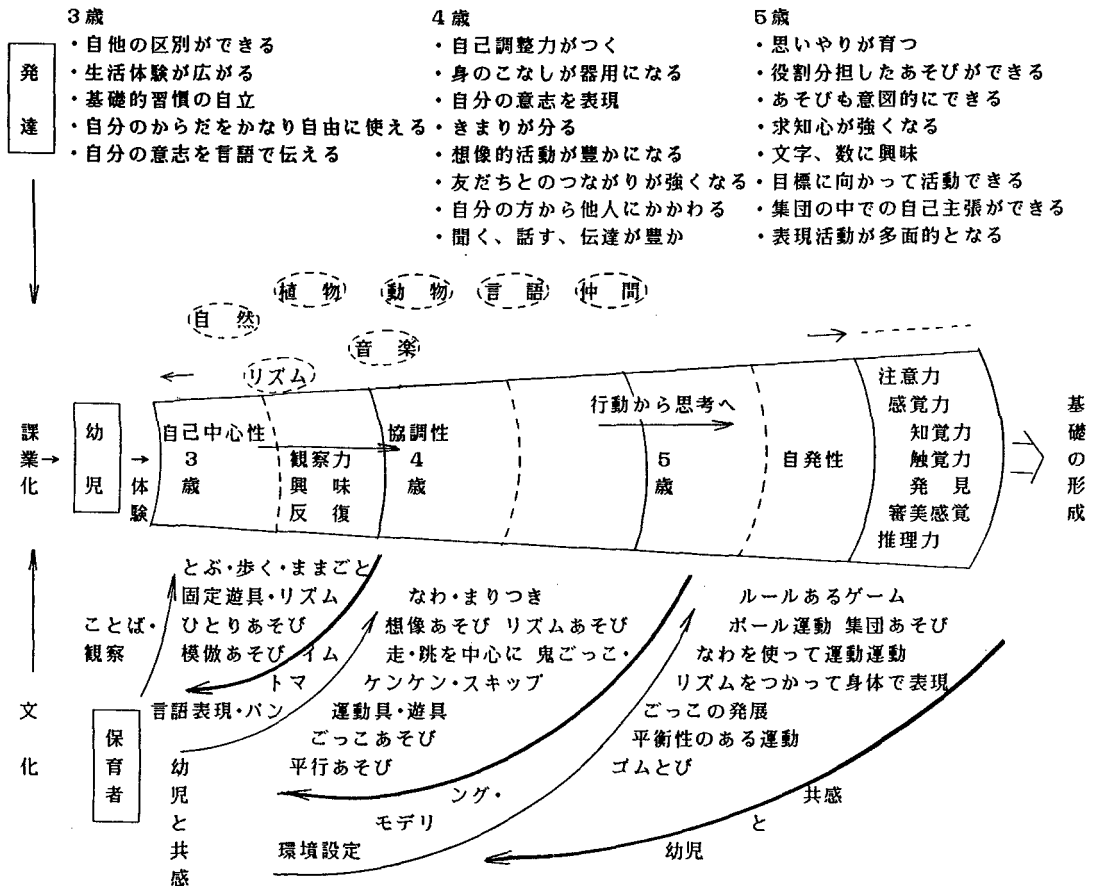 3歳
・自他の区別ができる
・生活体験が広がる
・基礎的習慣の自立
・自分のからだをかなり自由に使える
・自分の意志を言語で伝える
4歳
・自己調整力がつく
・身のこなしが器用になる
・自分の意志を表現
・きまりが分る
・想像的活動が豊かになる
・友だちとのつながりが強くなる
・自分の方から他人にかかわる
・聞く、話す、伝達が豊か
5歳
・思いやりが育つ
・役割分担したあそびができる
・あそびも意図的にできる
・求知心が強くなる
・文字、数に興味
・目標に向かって活動できる
・集団の中での自己主張ができる
・表現活動が多面的となる
発達
植物
動物
言語
仲間
自然
音楽
リズム
課業化
幼児
体験
自己中心性
3歳
観察力
興味
反復
協調性
4歳
行動から思考へ
5歳
自発性
注意力
感覚力
知覚力
触覚力
発見
審美感覚
推理力
基礎の形成
文化
保育者
ことば・
観察
とぶ・歩く・ままごと
固定遊具・リズム
ひとりあそび
模倣あそび
言語表現・パントマイム
なわ・まりつき
想像あそび リズムあそび
走・跳を中心に 鬼ごっこ・
ケンケン・スキップ
運動具・遊具
ごっこあそび
平行あそび
幼児と共感
ルールあるゲーム
ボール運動 集団あそび
なわを使って運動運動
リズムをつかって身体で表現
ごっこの発展
平衡性のある運動
ゴムとび
環境設定
モデリング・
幼児と共感